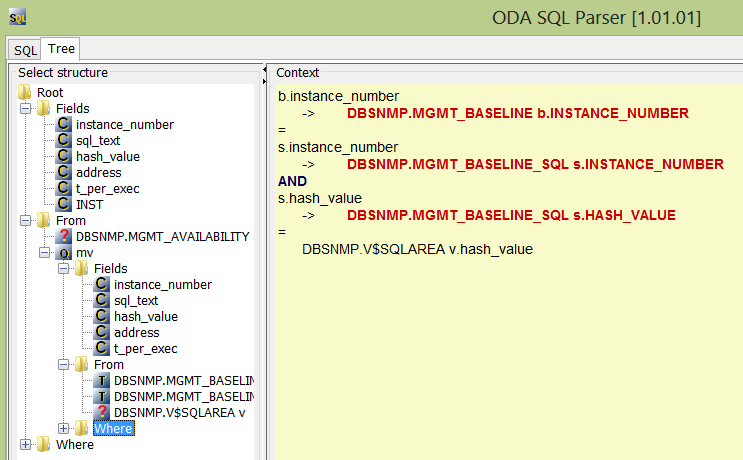 SQL
ODA SQL Parser [1.01.01]
SQL
Tree
Select structure
Root
Fields
C instance_number
C sql_text
C hash_value
C address
C t_per_exec
C INST
From
? DBSNMP.MGMT_AVAILABILITY
Q mv
Fields
C instance_number
C sql_text
C hash_value
C address
C t_per_exec
From
T DBSNMP.MGMT_BASELIN
T DBSNMP.MGMT_BASELIN
? DBSNMP.V$SQLAREA v
Where
Where
Context
b.instance_number
-> DBSNMP.MGMT_BASELINE b.INSTANCE_NUMBER
=
s.instance_number
-> DBSNMP.MGMT_BASELINE_SQL s.INSTANCE_NUMBER
AND
s.hash_value
-> DBSNMP.MGMT_BASELINE_SQL s.HASH_VALUE
=
DBSNMP.V$SQLAREA v.hash_value